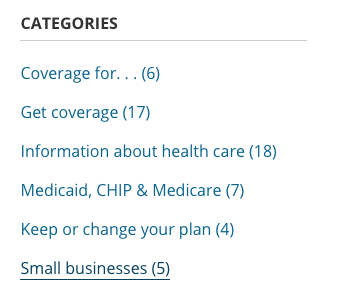 CATEGORIES
Coverage for. . . (6)
Get coverage (17)
Information about health care (18)
Medicaid, CHIP & Medicare (7)
Keep or change your plan (4)
Small businesses (5)